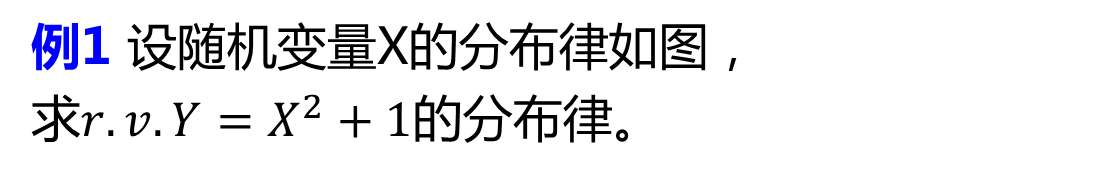 例1 设随机变量X的分布律如图，
求r.v.Y = X² + 1的分布律。